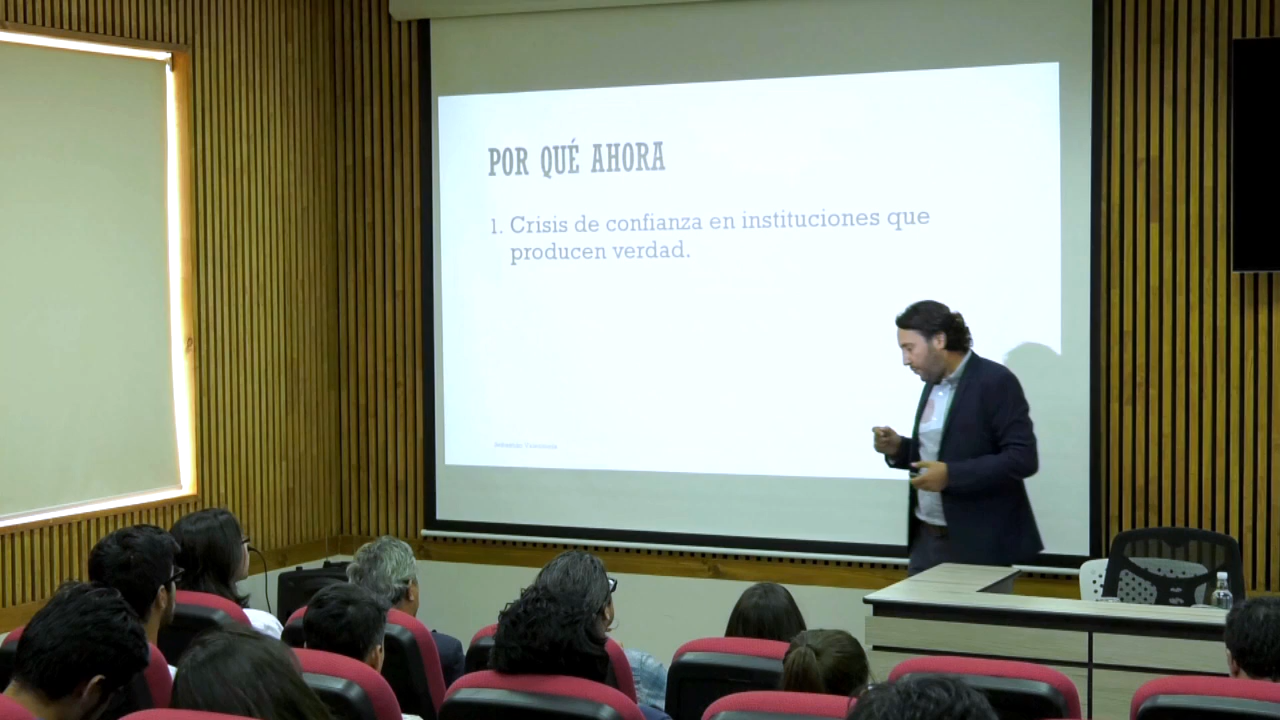 POR QUÉ AHORA
1. Crisis de confianza en instituciones que
producen verdad.